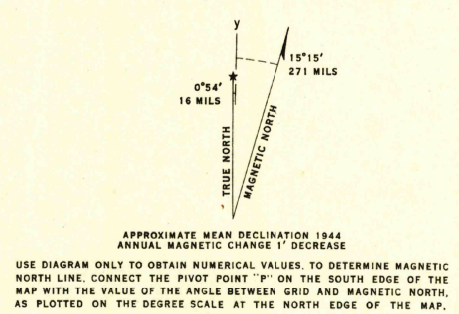 y
15°15'
271 MILS
0°54'
16 MILS
TRUE NORTH
MAGNETIC NORTH
APPROXIMATE MEAN DECLINATION 1944
ANNUAL MAGNETIC CHANGE 1' DECREASE
USE DIAGRAM ONLY TO OBTAIN NUMERICAL VALUES. TO DETERMINE MAGNETIC
NORTH LINE, CONNECT THE PIVOT POINT "P" ON THE SOUTH EDGE OF THE
MAP WITH THE VALUE OF THE ANGLE BETWEEN GRID AND MAGNETIC NORTH,
AS PLOTTED ON THE DEGREE SCALE AT THE NORTH EDGE OF THE MAP.